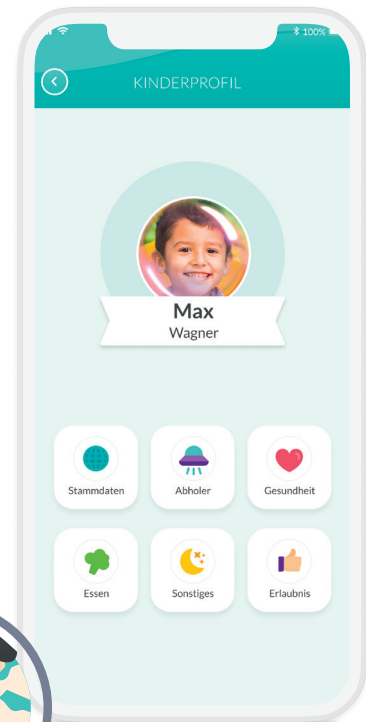 100%
KINDERPROFIL
Max
Wagner
Stammdaten
Abholer
Gesundheit
Essen
Sonstiges
Erlaubnis